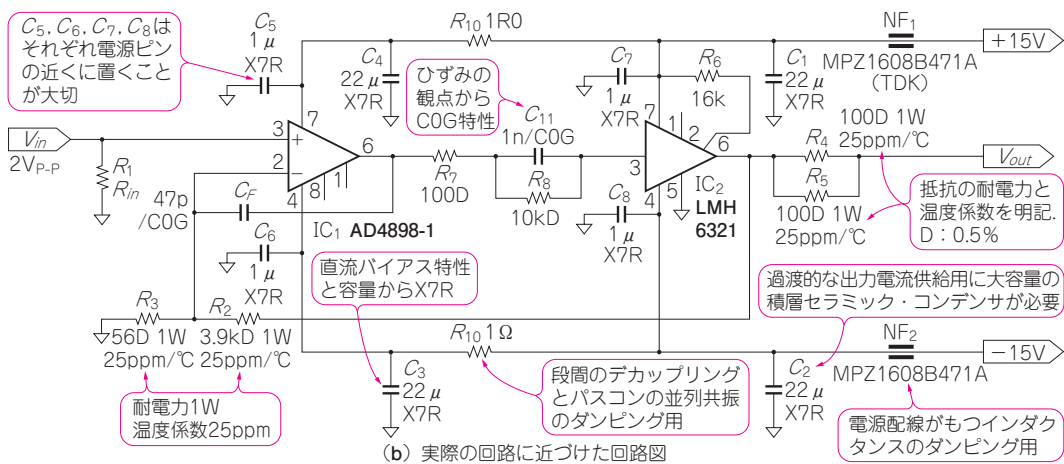 C5, C6, C7, C8は
それぞれ電源ピン
の近くに置くこと
が大切
C5
1μ
X7R
R10 1R0
C4
22μ
X7R
C7
1μ
X7R
R6
16k
C1
22μ
X7R
NF1
MPZ1608B471A
(TDK)
+15V
ひずみの
観点から
C0G特性
C11
1n/C0G
Vin
2VP-P
R1
Rin
3
2
7
6
4
8
1
+
−
IC1 AD4898-1
CF
47p
/C0G
C6
1μ
X7R
R7
100D
R8
10kD
3
7
1
2
6
4
5
IC2
LMH
6321
C8
1μ
X7R
100D 1W
25ppm/℃
R4
R5
100D 1W
25ppm/℃
Vout
抵抗の耐電力と
温度係数を明記.
D：0.5%
直流バイアス特性
と容量からX7R
過渡的な出力電流供給用に大容量の
積層セラミック・コンデンサが必要
R3
56D 1W
25ppm/℃
R2
3.9kD 1W
25ppm/℃
耐電力1W
温度係数25ppm
R10 1Ω
C3
22μ
X7R
段間のデカップリング
とパスコンの並列共振
のダンピング用
C2
22μ
X7R
NF2
MPZ1608B471A
−15V
電源配線がもつインダク
タンスのダンピング用
(b) 実際の回路に近づけた回路図